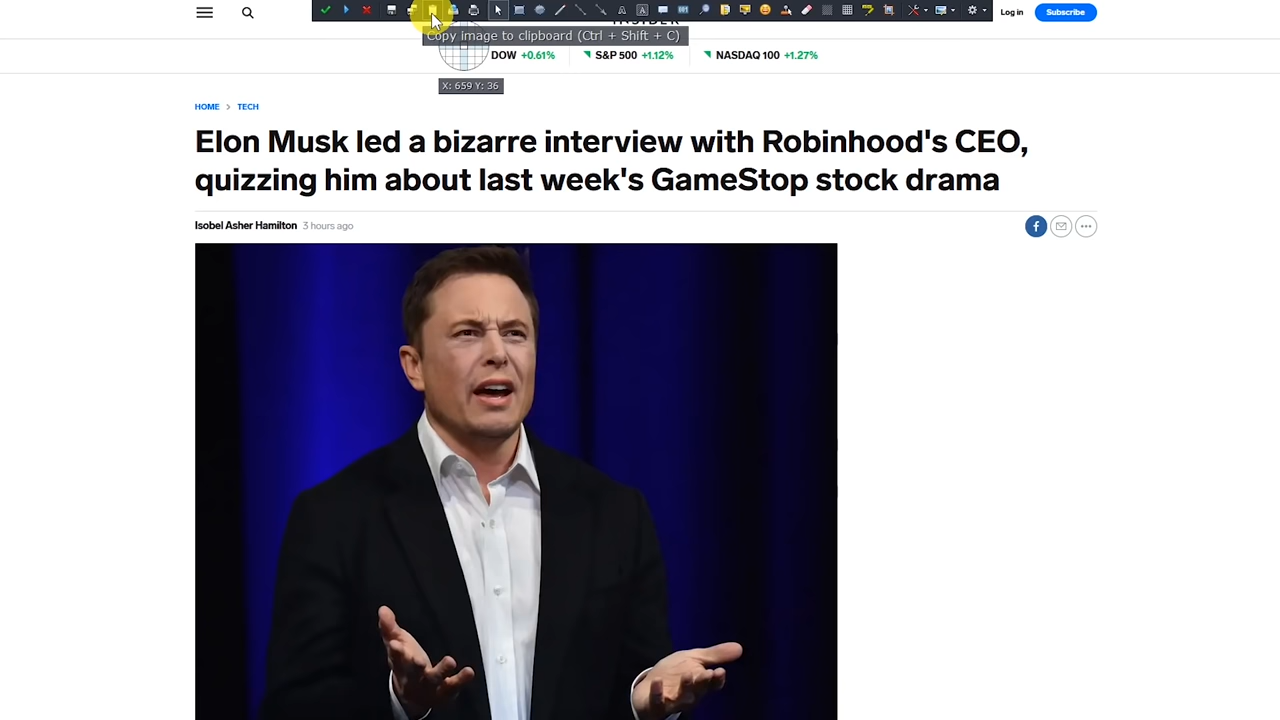 INSIDER
Log in
Subscribe
Copy image to clipboard (Ctrl + Shift + C)
DOW +0.61%
S&P 500 +1.12%
NASDAQ 100 +1.27%
X: 659 Y: 36
HOME > TECH
Elon Musk led a bizarre interview with Robinhood's CEO,
quizzing him about last week's GameStop stock drama
Isobel Asher Hamilton 3 hours ago